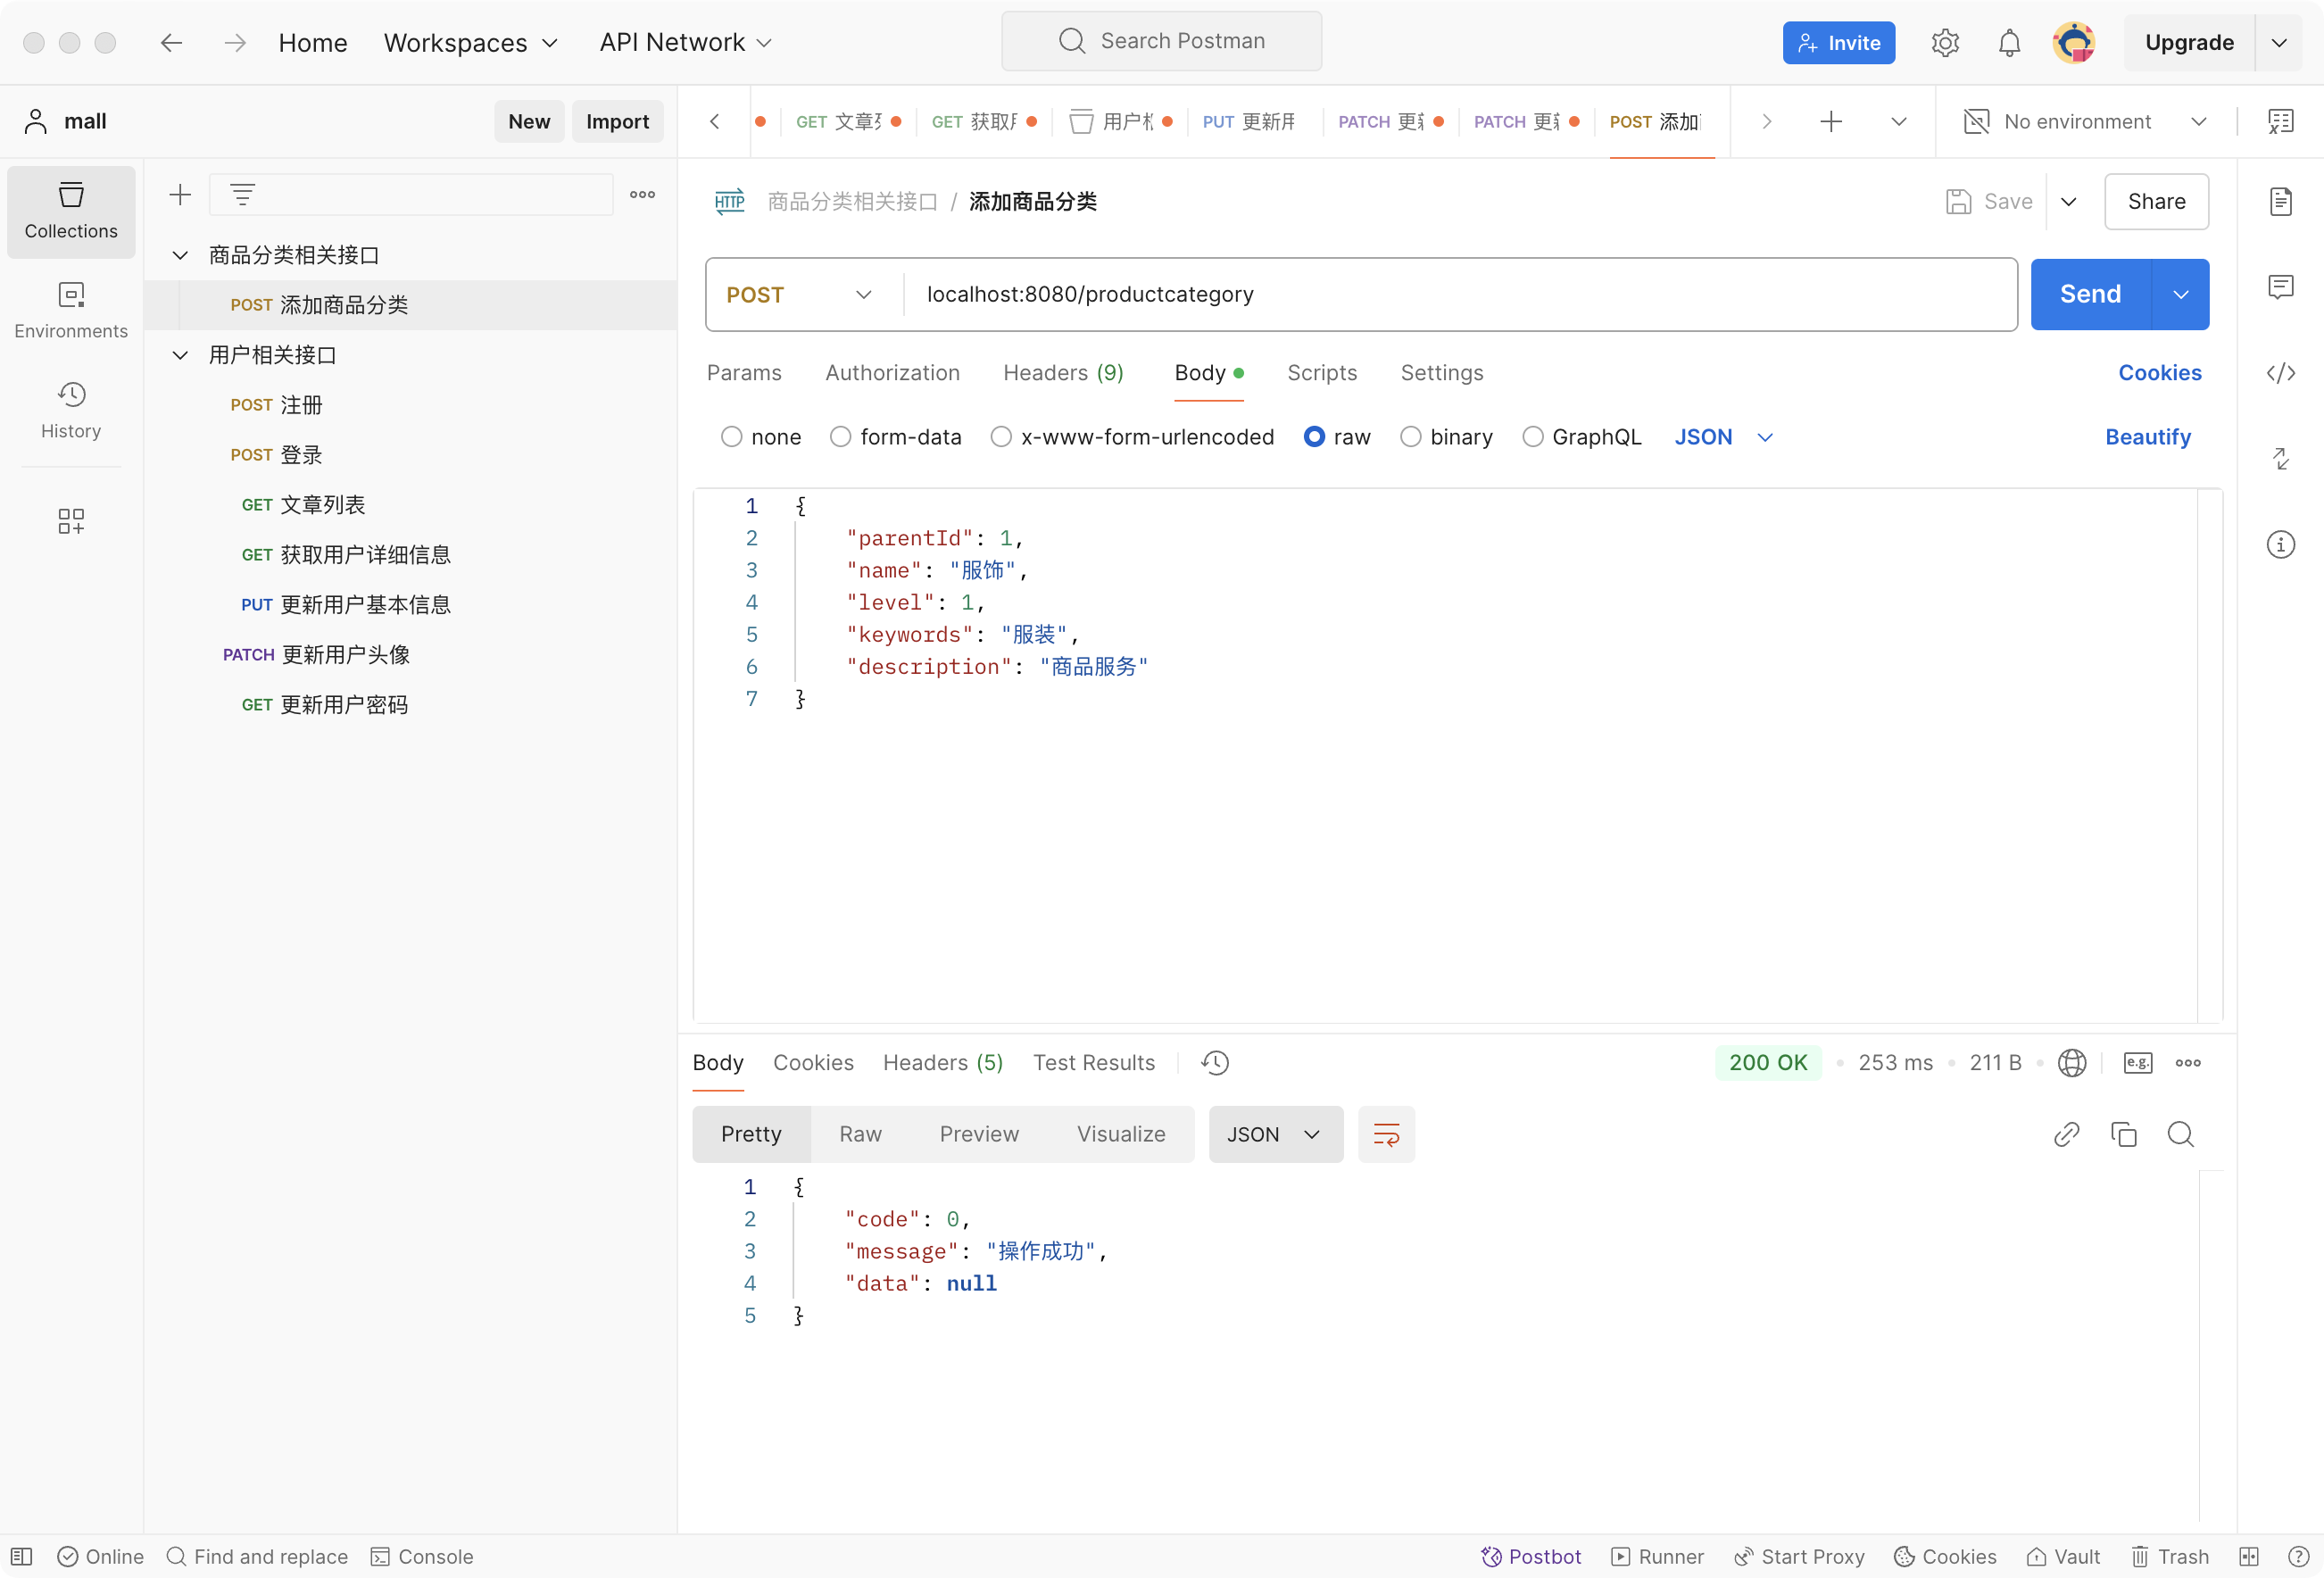 Home Workspaces API Network Search Postman Invite Upgrade
mall New Import
GET GET PUT 更新用 PATCH PATCH POST 添加 No environment
Collections
Environments
History
商品分类相关接口
POST 添加商品分类
用户相关接口
POST 注册
POST 登录
GET 文章列表
GET 获取用户详细信息
PUT 更新用户基本信息
PATCH 更新用户头像
GET 更新用户密码
HTTP 商品分类相关接口 / 添加商品分类 Save Share
POST localhost:8080/productcategory Send
Params Authorization Headers (9) Body Scripts Settings Cookies
none form-data x-www-form-urlencoded raw binary GraphQL JSON Beautify
1 {
2 "parentId": 1,
3 "name": "服饰",
4 "level": 1,
5 "keywords": "服装",
6 "description": "商品服务"
7 }
Body Cookies Headers (5) Test Results 200 OK 253 ms 211 B e.g.
Pretty Raw Preview Visualize JSON
1 {
2 "code": 0,
3 "message": "操作成功",
4 "data": null
5 }
Online Find and replace Console Postbot Runner Start Proxy Cookies Vault Trash